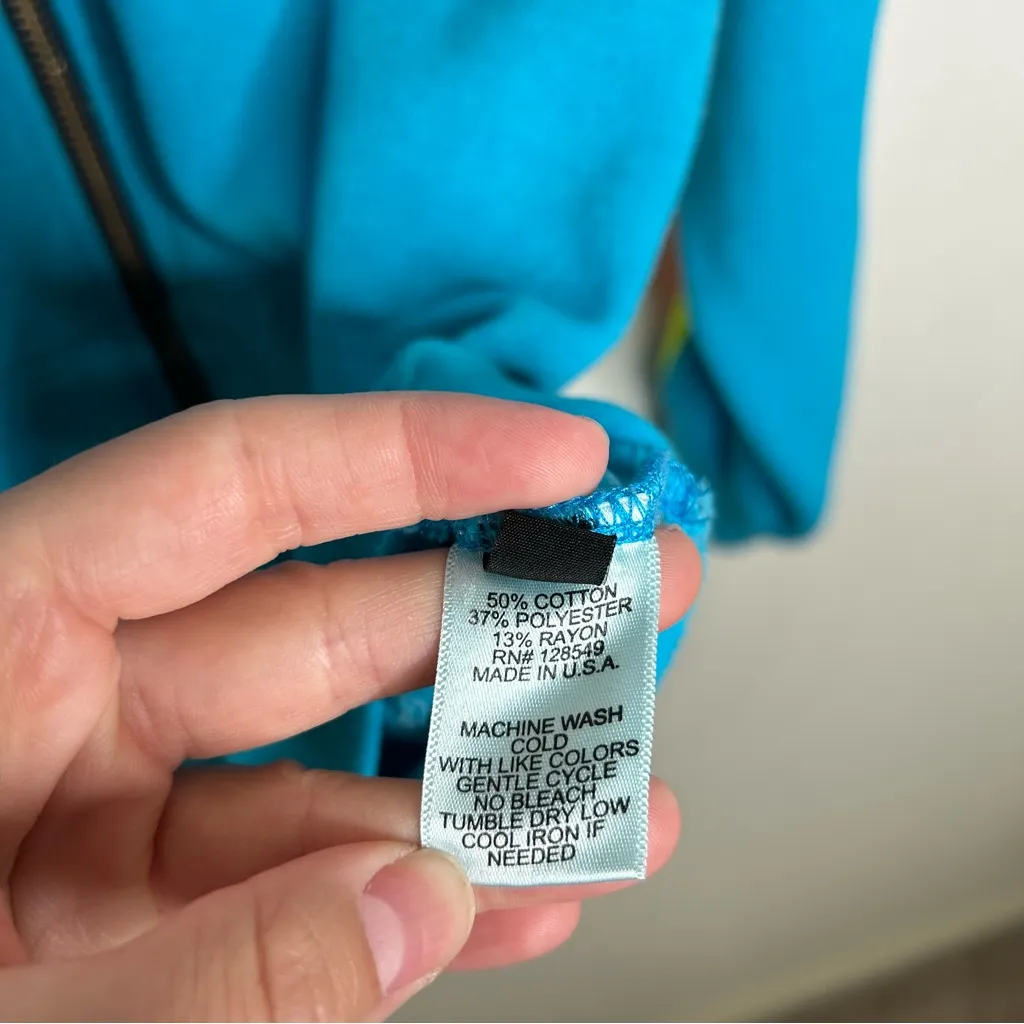 50% COTTON
37% POLYESTER
13% RAYON
RN# 128549
MADE IN U.S.A.
MACHINE WASH
COLD
WITH LIKE COLORS
GENTLE CYCLE
NO BLEACH
TUMBLE DRY LOW
COOL IRON IF
NEEDED